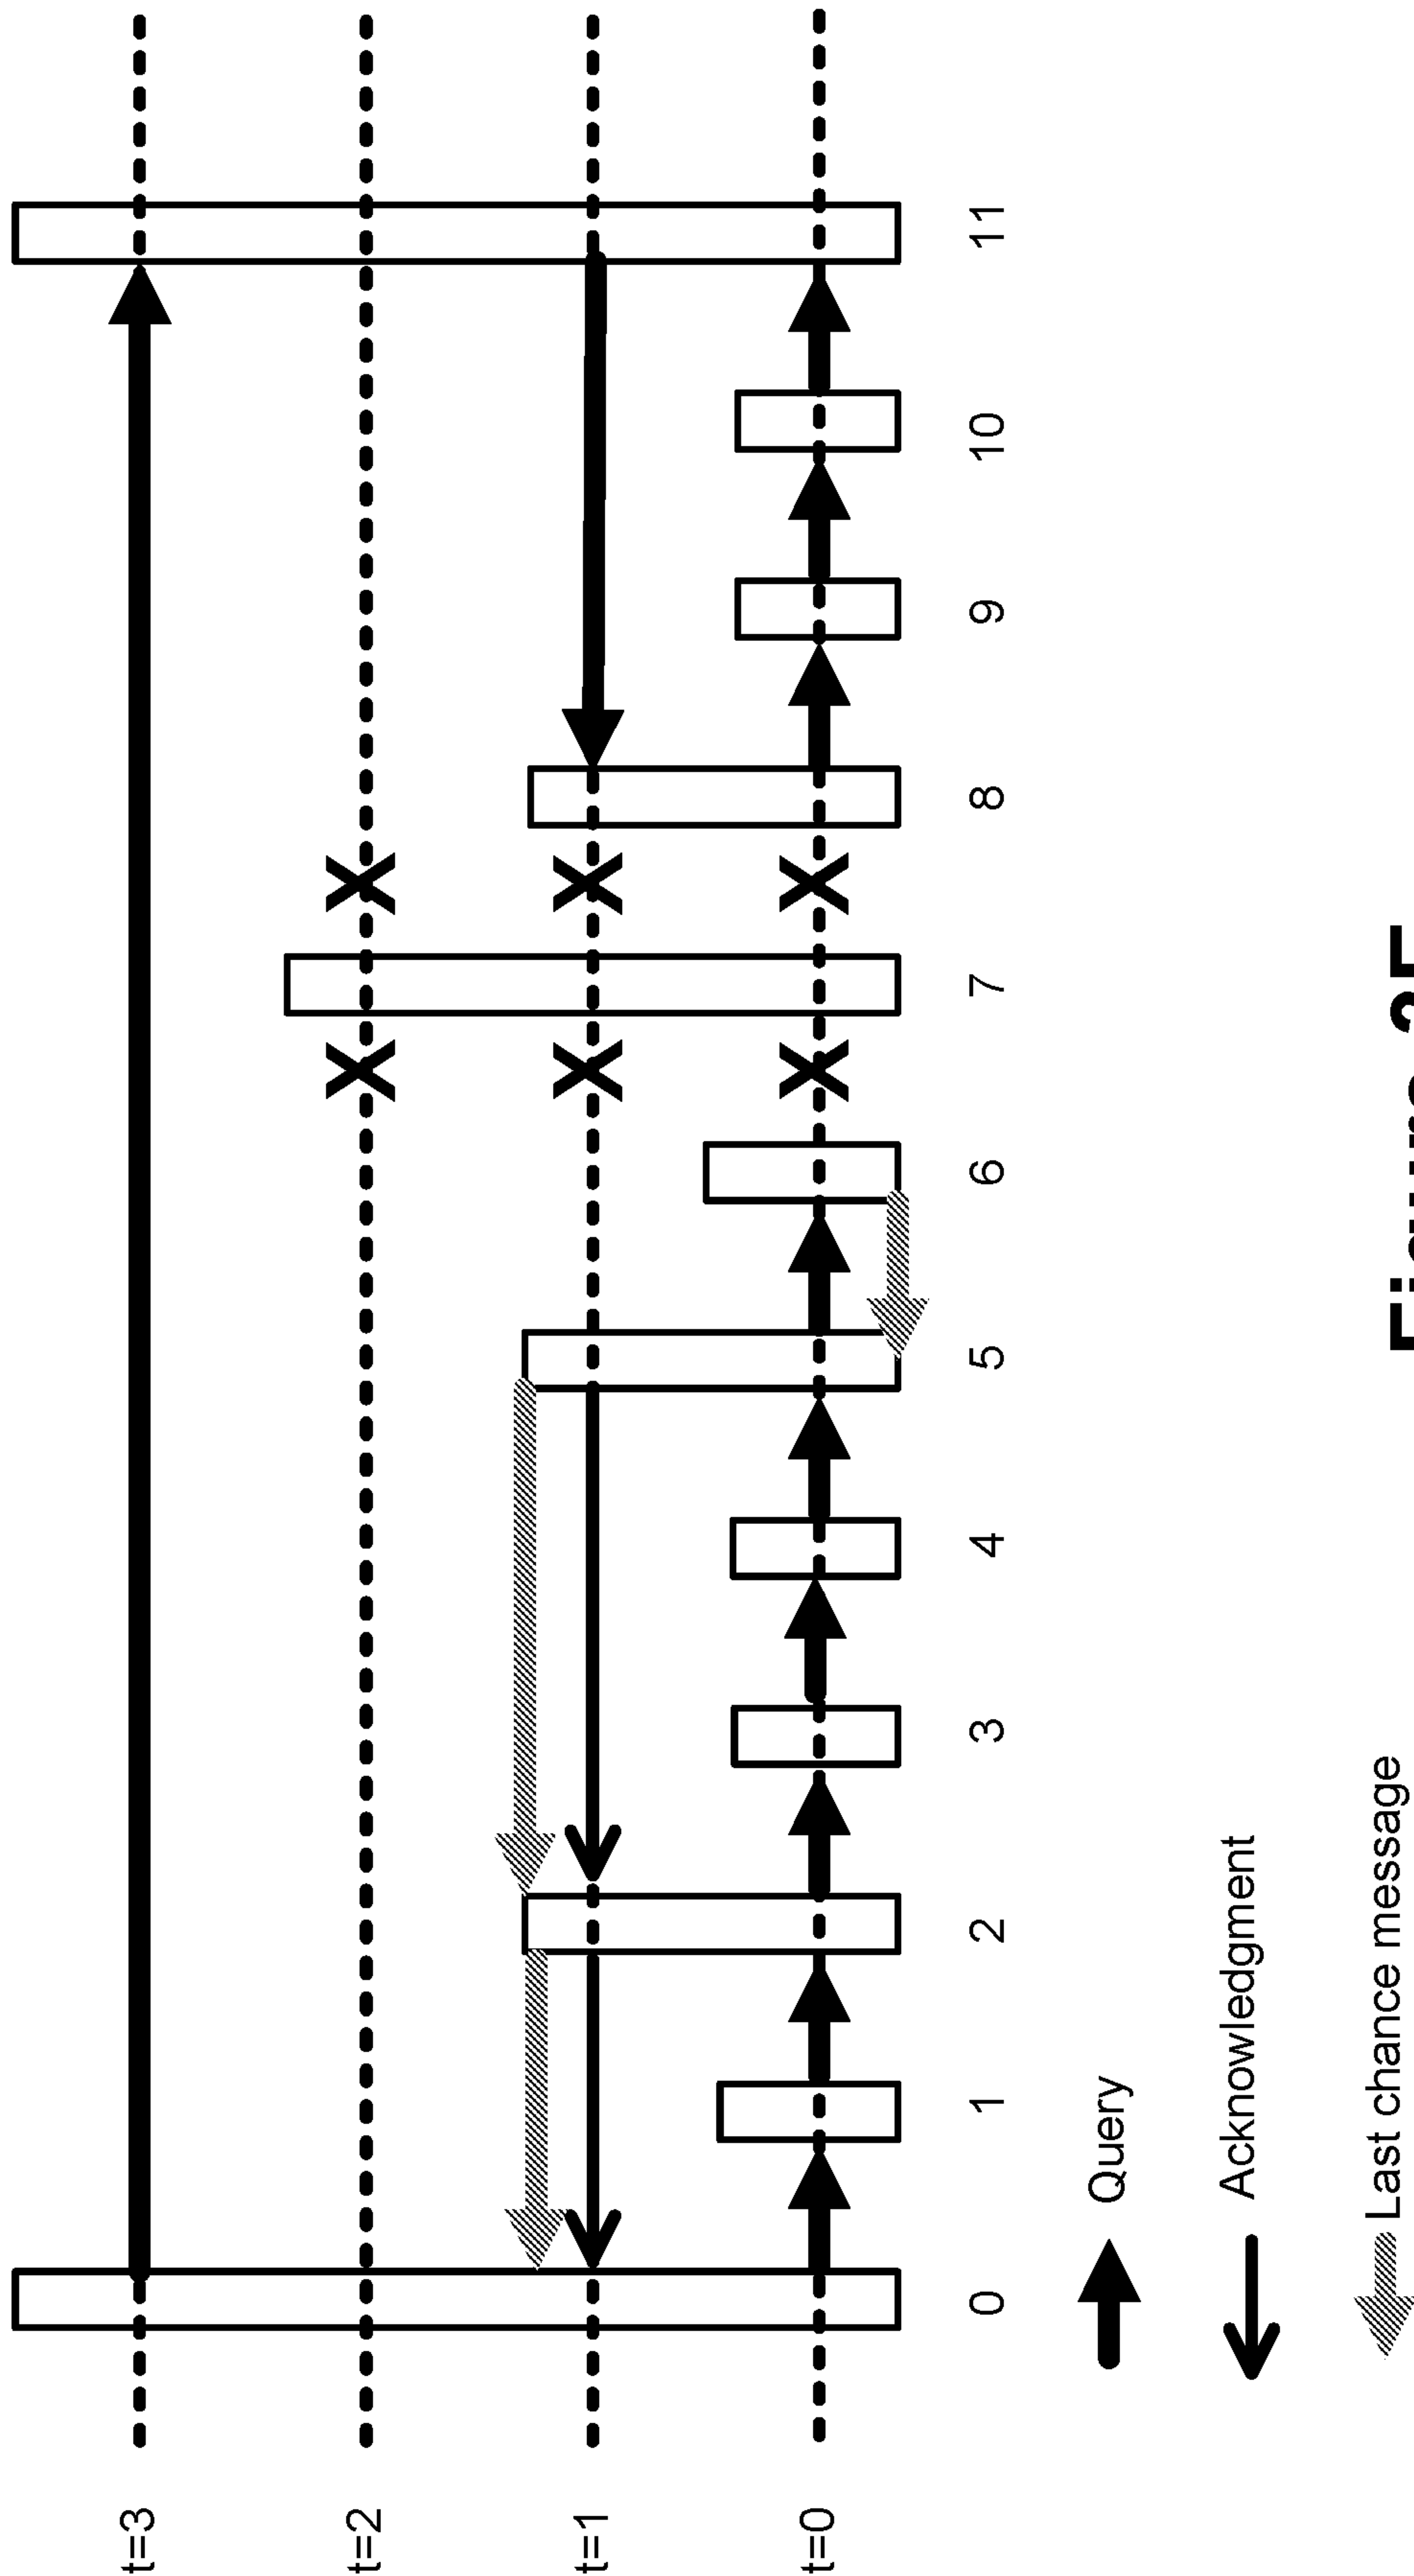 t=3
t=2
t=1
t=0
0 1 2 3 4 5 6 7 8 9 10 11
Query
Acknowledgment
Last chance message
Figure